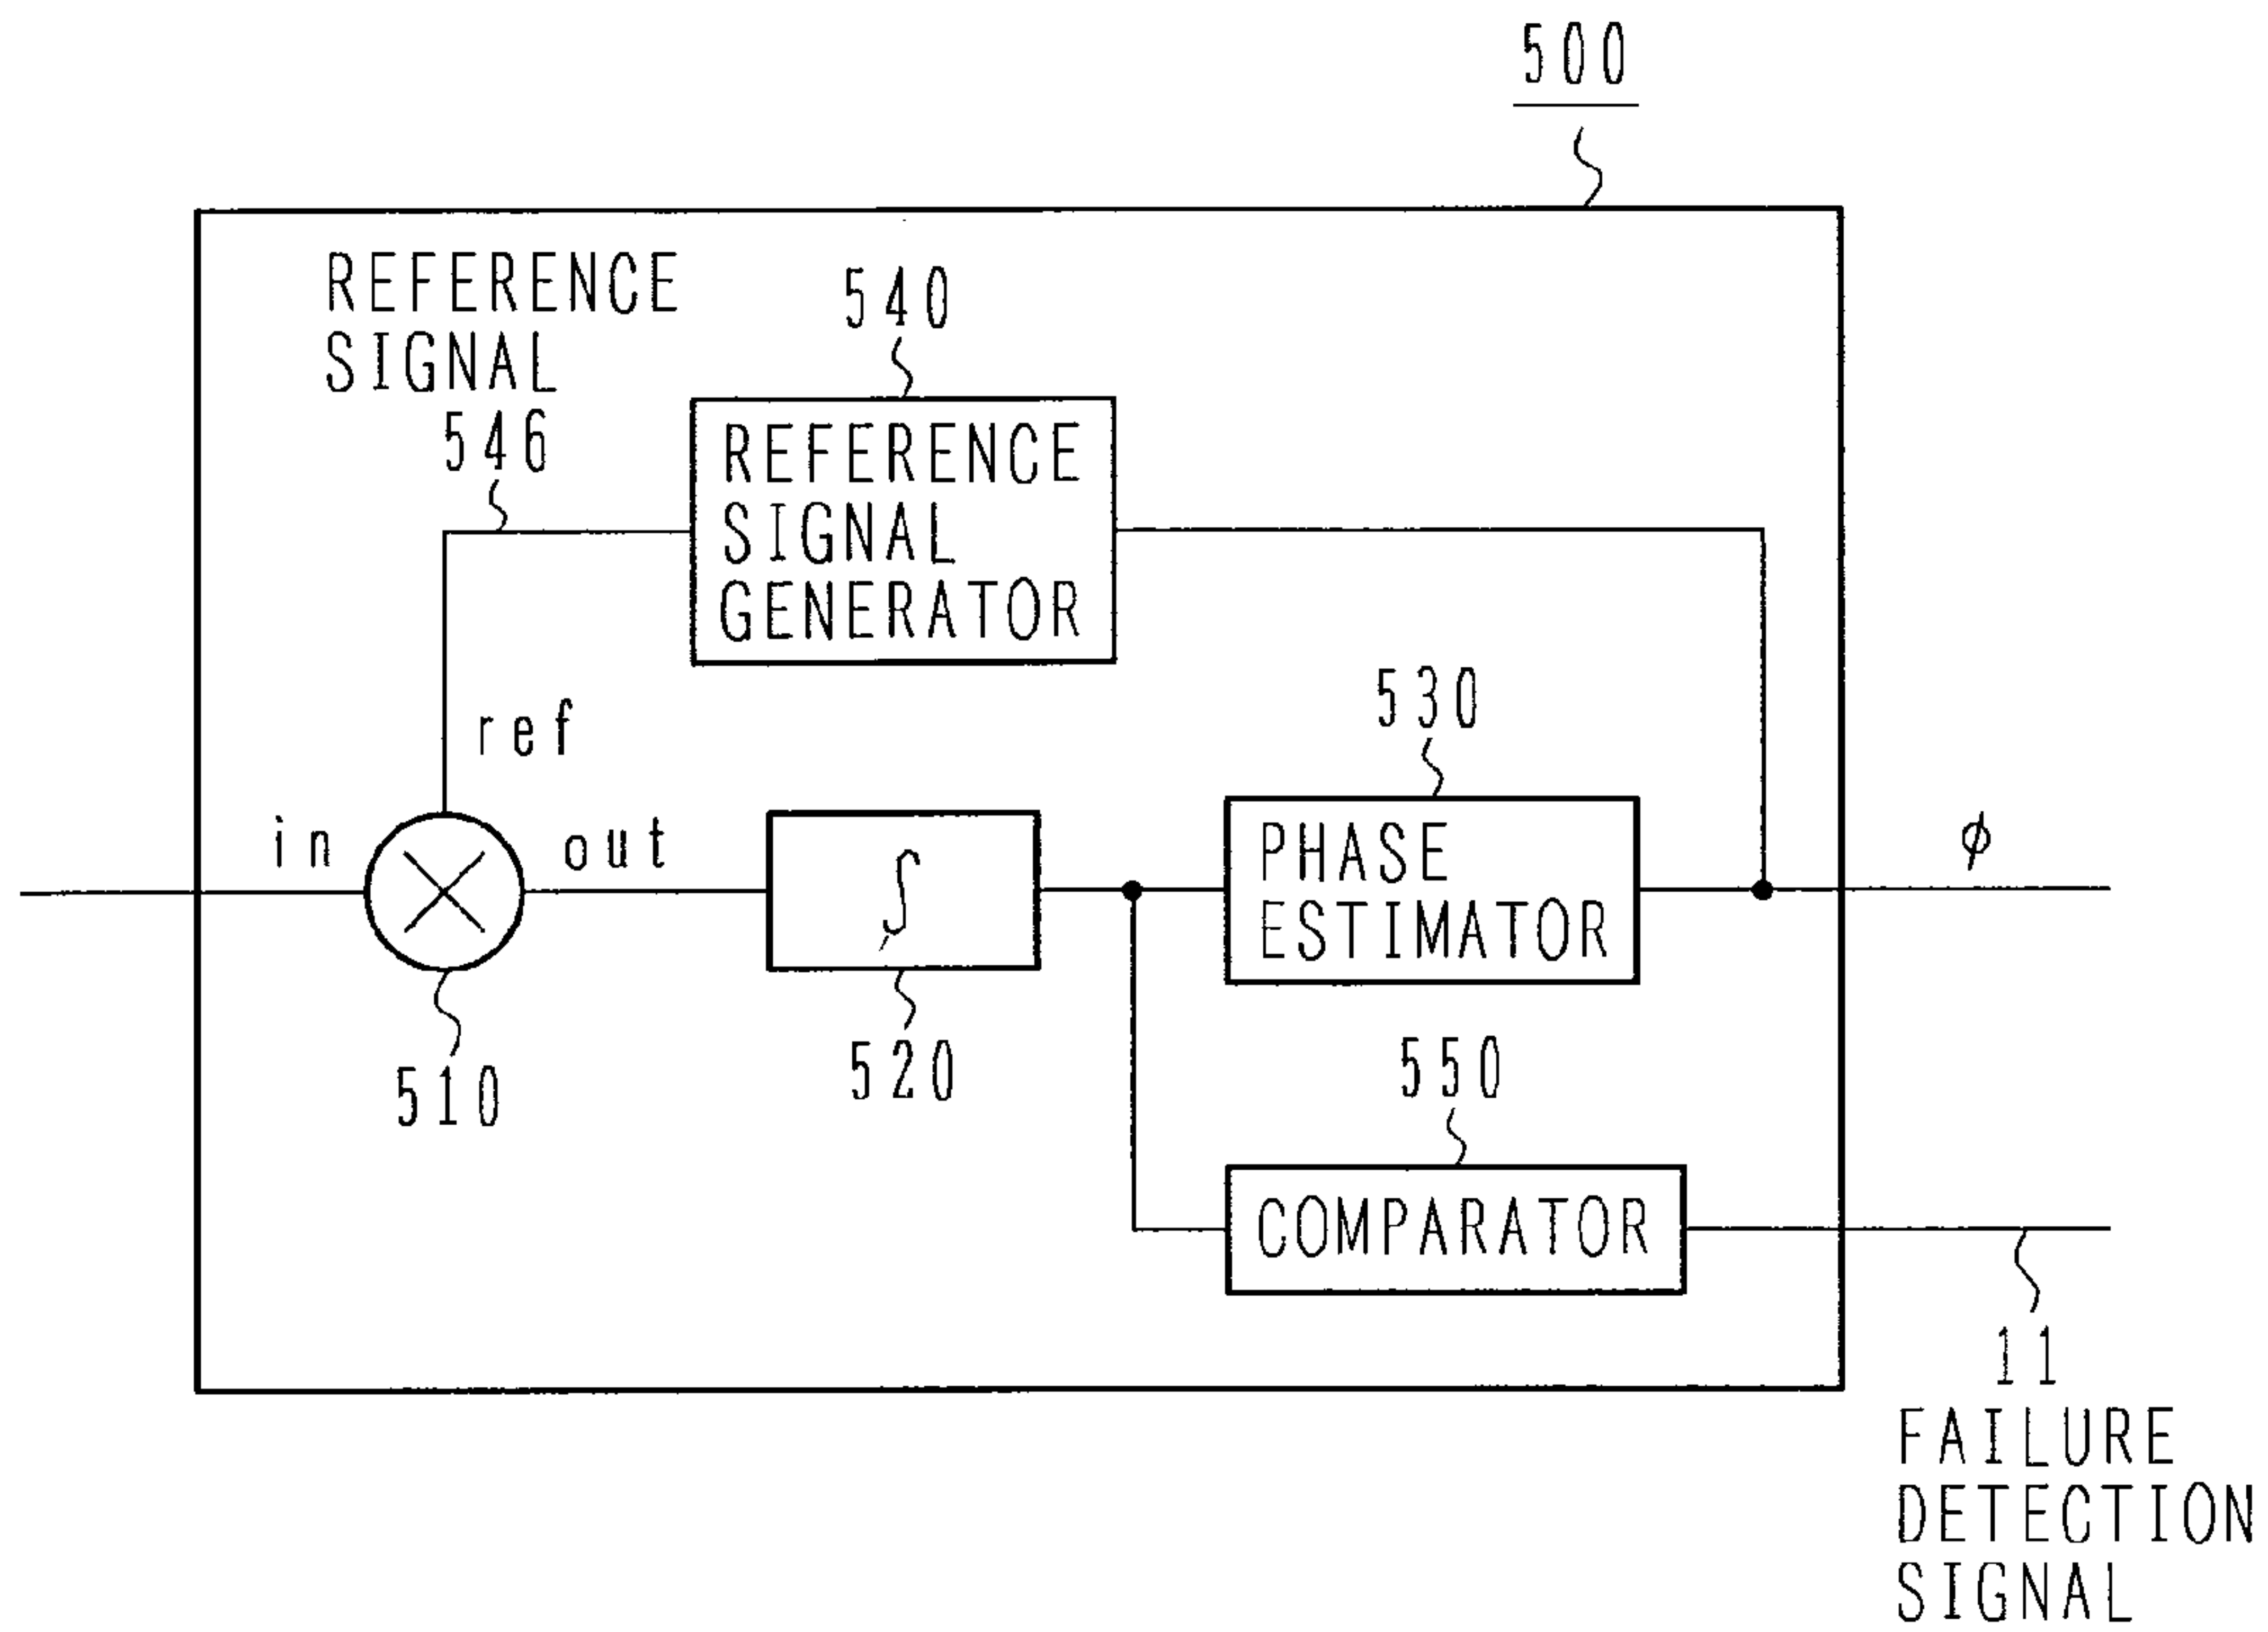 500
REFERENCE
SIGNAL
546
540
REFERENCE
SIGNAL
GENERATOR
ref
530
in
out
∫
PHASE
ESTIMATOR
ϕ
510
520
550
COMPARATOR
11
FAILURE
DETECTION
SIGNAL